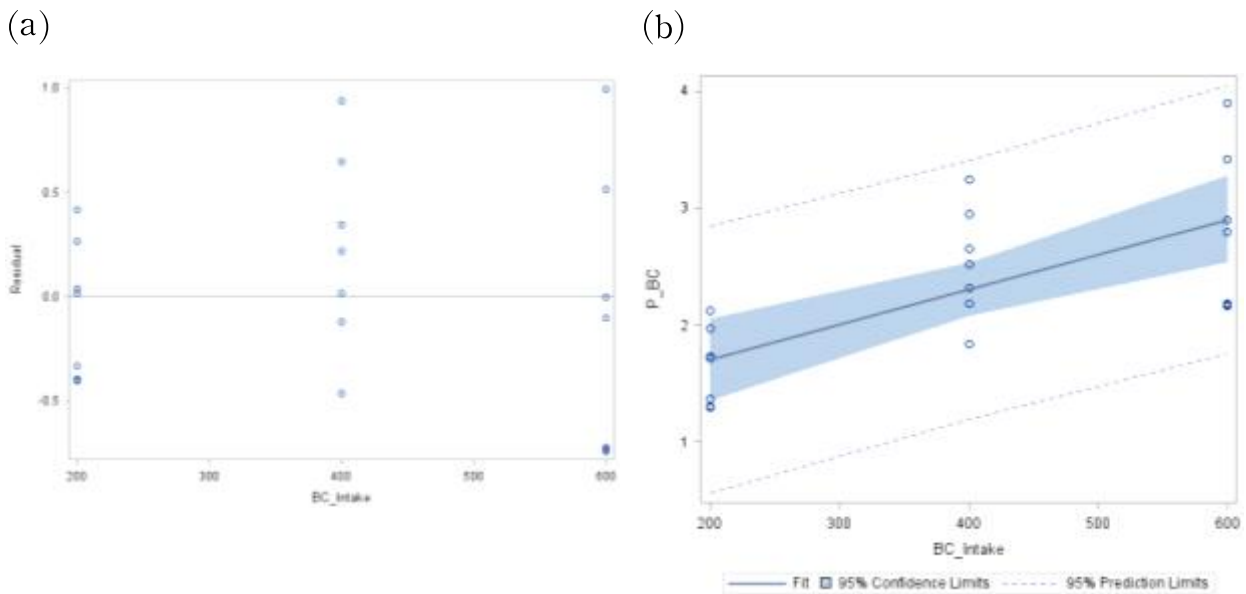 (a)
(b)
1.0
0.5
0.0
-0.5
Residual
200 300 400 500 600
BC_Intake
4
3
2
1
P_BC
200 300 400 500 600
BC_Intake
Fit 95% Confidence Limits 95% Prediction Limits